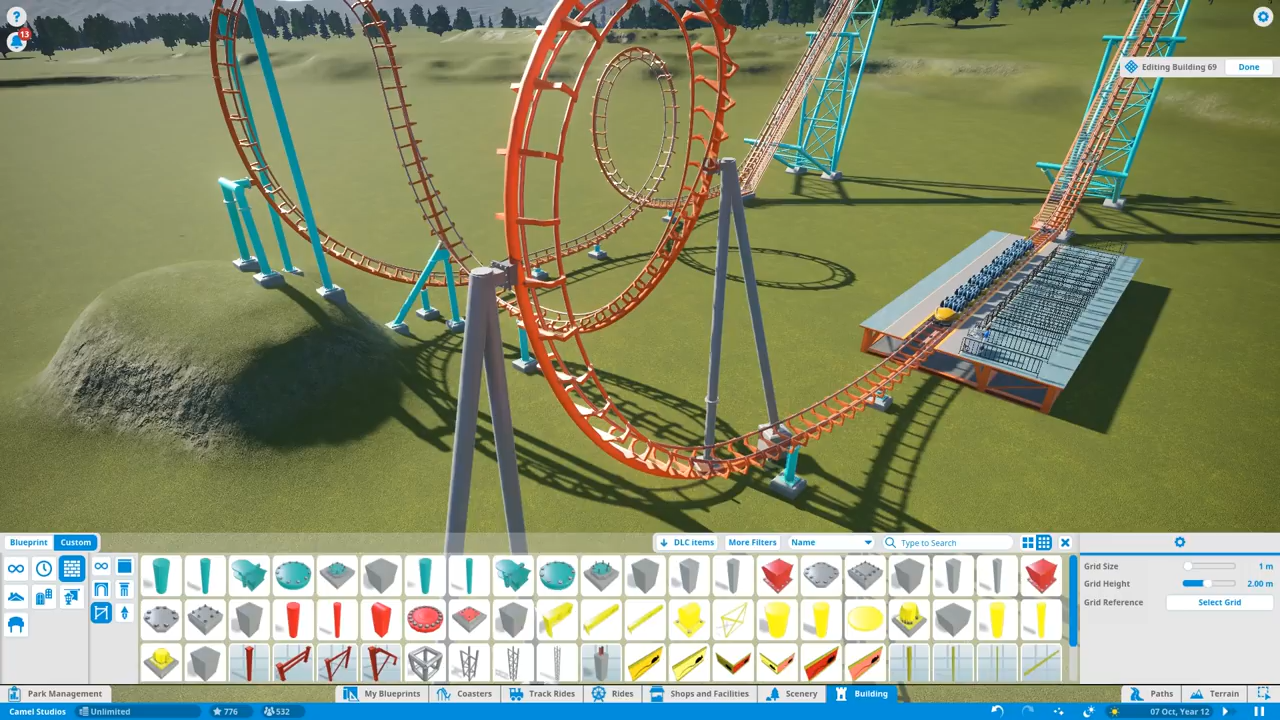 ?
13
Editing Building 69
Done
Blueprint
Custom
DLC items
More Filters
Name
Type to Search
Grid Size
1 m
Grid Height
2.00 m
Grid Reference
Select Grid
Park Management
My Blueprints
Coasters
Track Rides
Rides
Shops and Facilities
Scenery
Building
Paths
Terrain
Camel Studios
Unlimited
776
532
07 Oct, Year 12